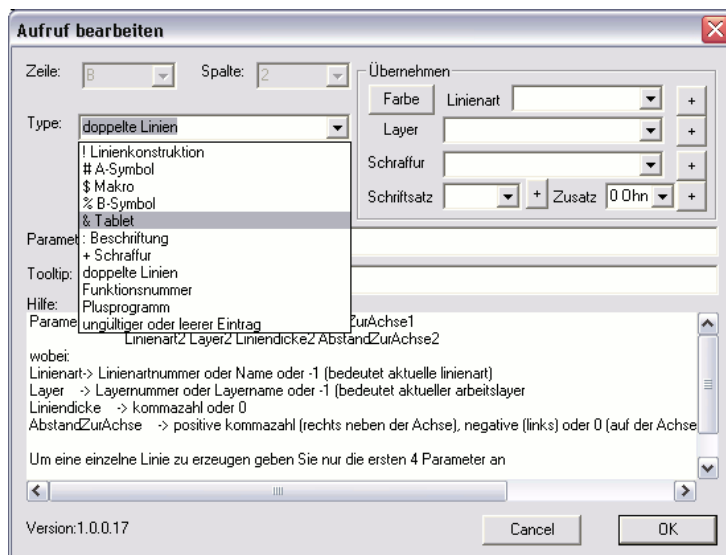 Aufruf bearbeiten
Zeile: B Spalte: 2
Übernehmen
Farbe Linienart +
Type: doppelte Linien
Layer +
! Linienkonstruktion
# A-Symbol
Schraffur +
$ Makro
% B-Symbol
Schriftsatz + Zusatz 0 Ohn +
& Tablet
Paramet
: Beschriftung
+ Schraffur
Tooltip:
doppelte Linien
Funktionsnummer
Hilfe:
Plusprogramm
ungültiger oder leerer Eintrag
Parame ZurAchse1
Linienart2 Layer2 Liniendicke2 AbstandZurAchse2
wobei:
Linienart-> Linienartnummer oder Name oder -1 (bedeutet aktuelle linienart)
Layer -> Layernummer oder Layername oder -1 (bedeutet aktueller arbeitslayer
Liniendicke -> kommazahl oder 0
AbstandZurAchse -> positive kommazahl (rechts neben der Achse), negative (links) oder 0 (auf der Achse
Um eine einzelne Linie zu erzeugen geben Sie nur die ersten 4 Parameter an
Version:1.0.0.17
Cancel OK